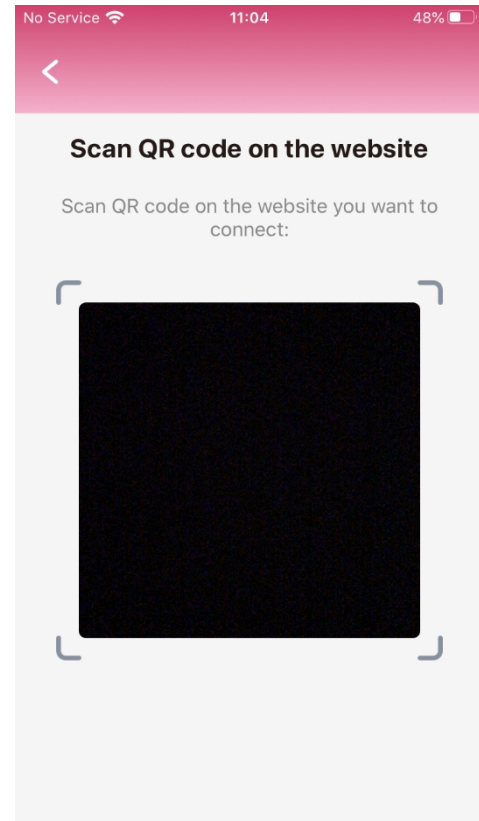 No Service 11:04 48%
Scan QR code on the website
Scan QR code on the website you want to
connect: